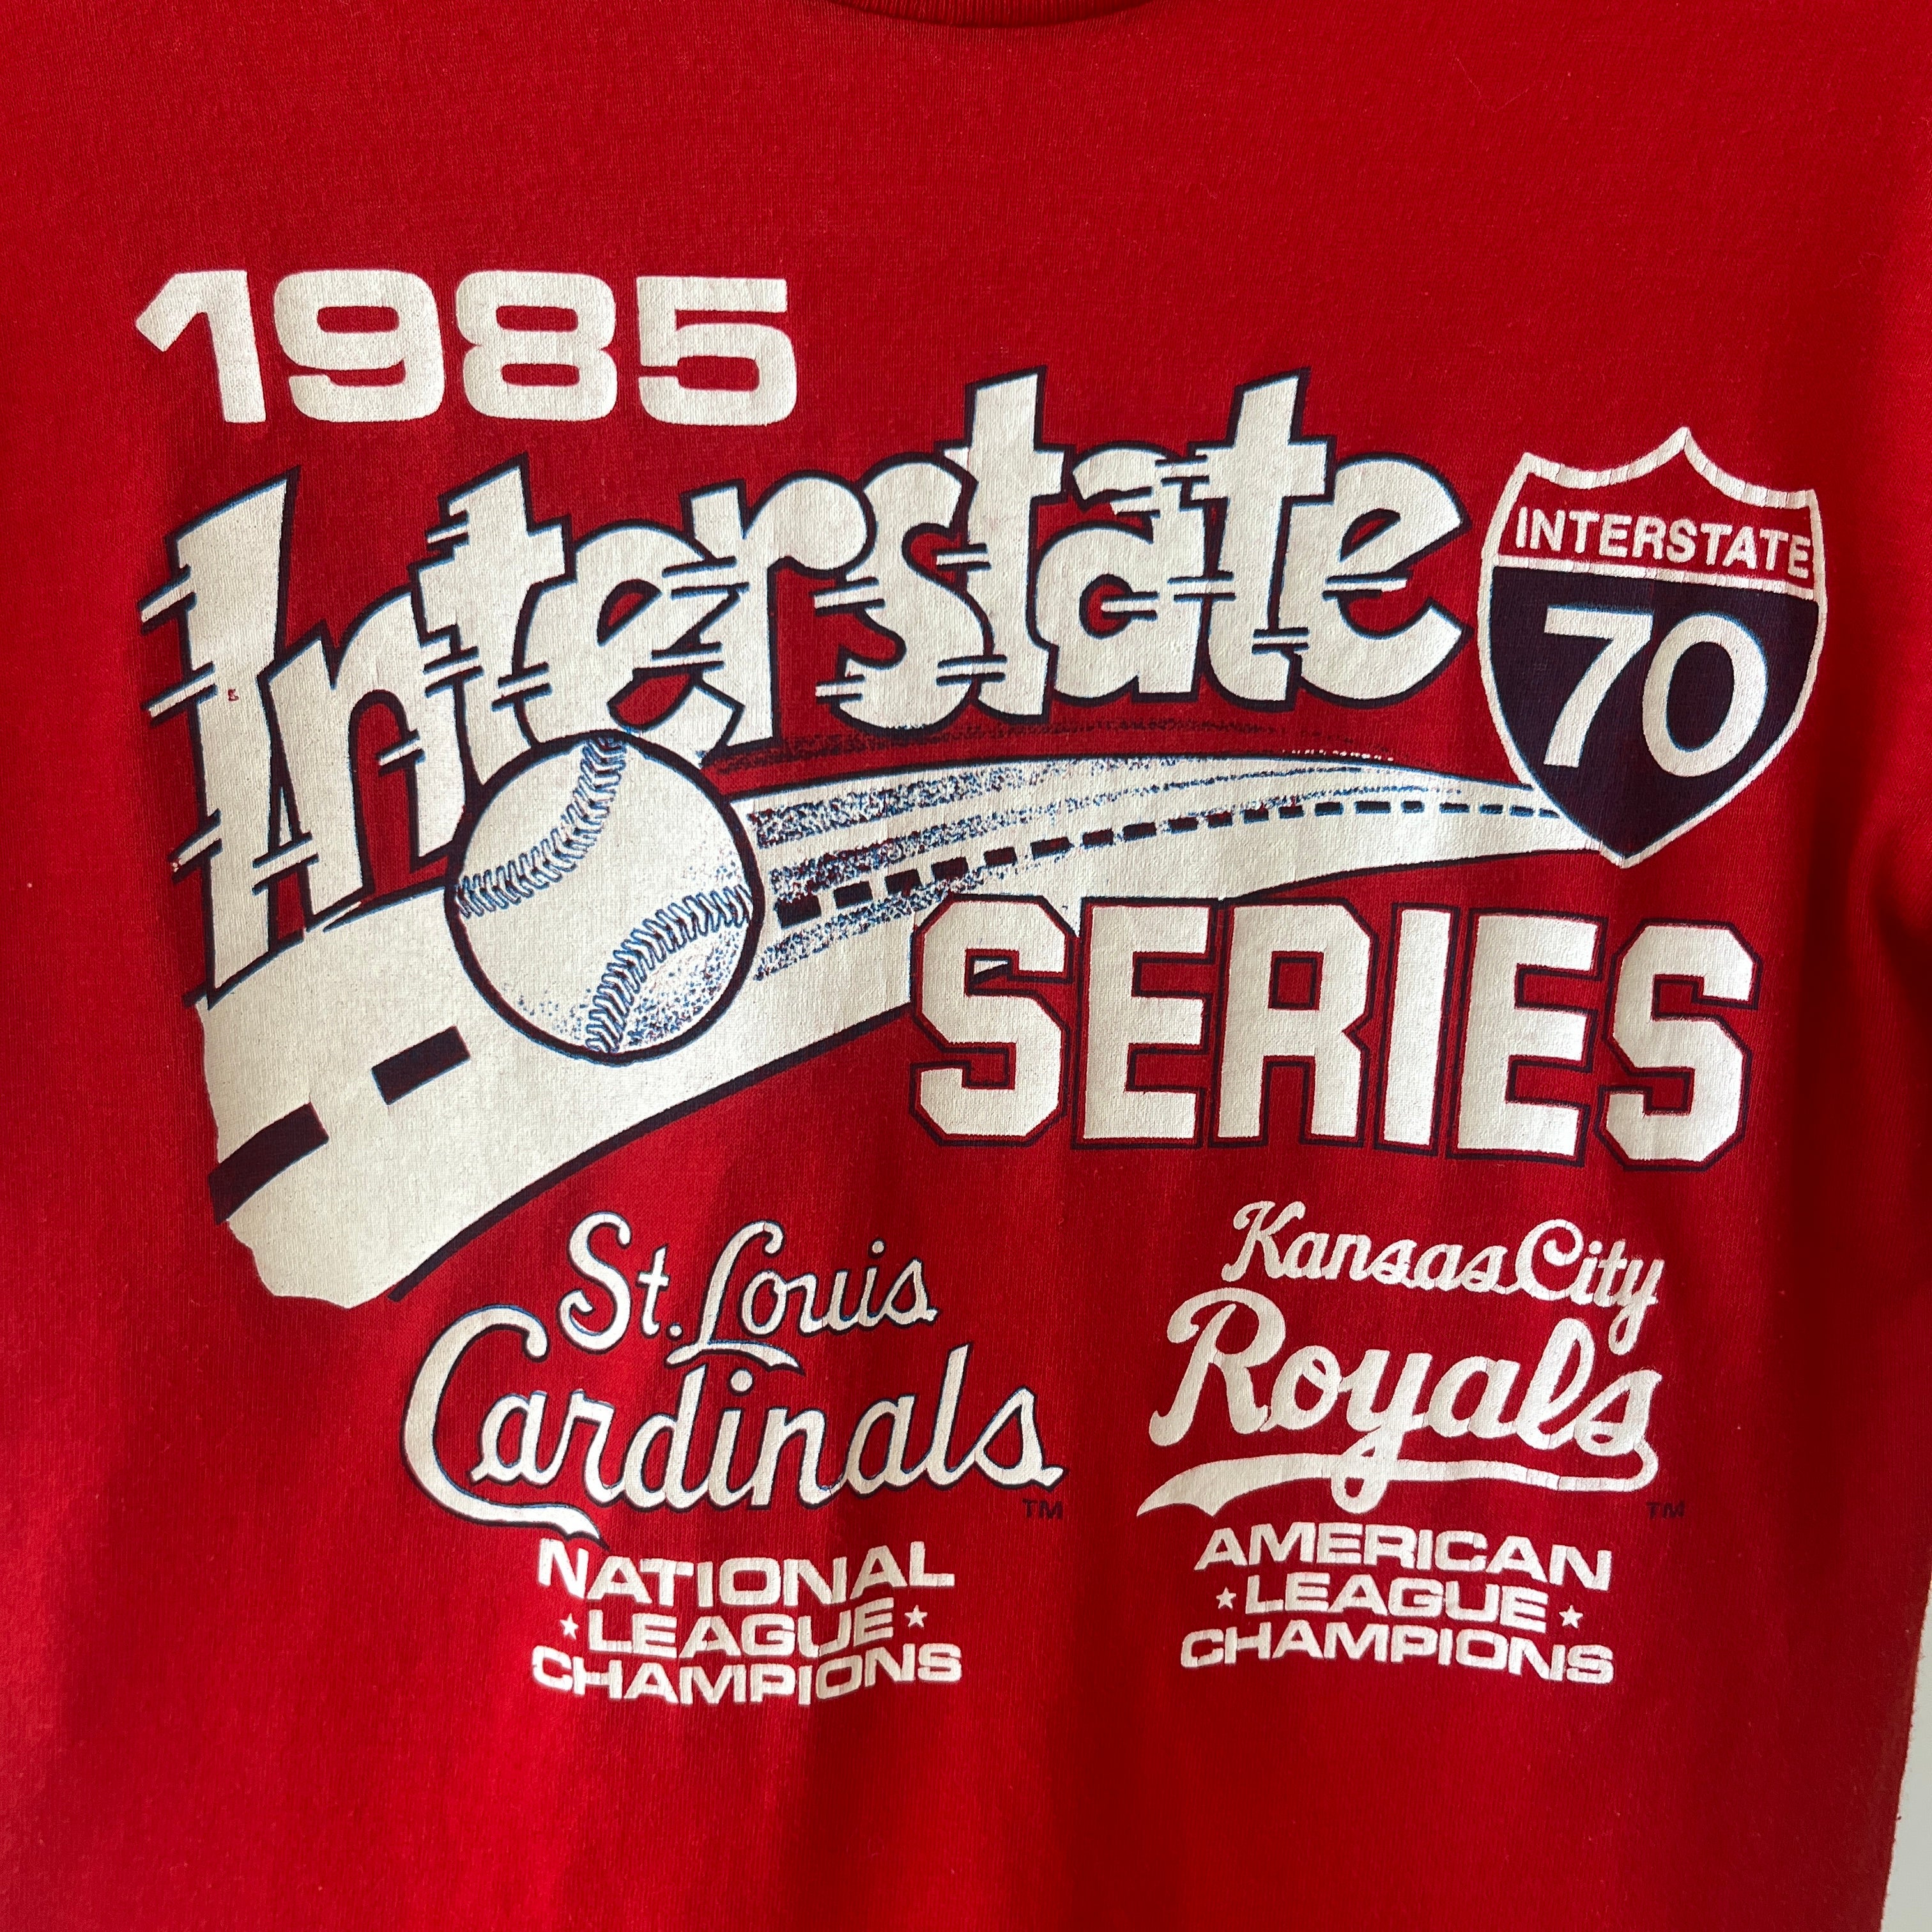 1985
Interstate
INTERSTATE
70
SERIES
St. Louis
Cardinals
TM
NATIONAL
LEAGUE
CHAMPIONS
Kansas City
Royals
TM
AMERICAN
LEAGUE
CHAMPIONS